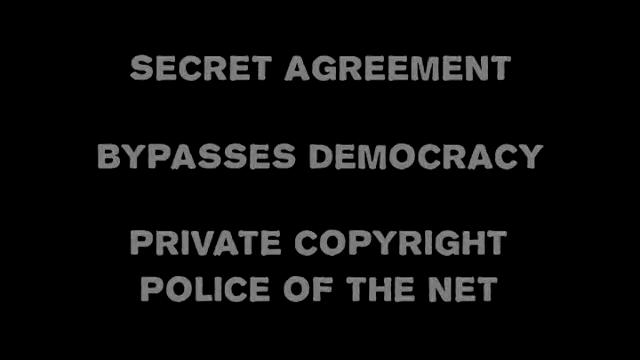 SECRET AGREEMENT
BYPASSES DEMOCRACY
PRIVATE COPYRIGHT
POLICE OF THE NET